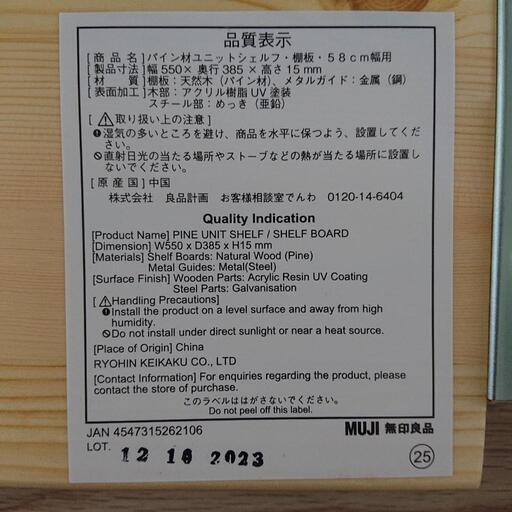 品質表示
[商 品 名] パイン材ユニットシェルフ・棚板・58cm幅用
[製品寸法] 幅 550× 奥行 385 × 高さ 15 mm
[材　　質] 棚板：天然木（パイン材）、メタルガイド：金属（鋼）
[表面加工] 木部：アクリル樹脂 UV 塗装
スチール部：めっき（亜鉛）
[ ⚠ 取り扱い上の注意 ]
❶湿気の多いところを避け、商品を水平に保つよう、設置してください。
🛇直射日光の当たる場所やストーブなどの熱が当たる場所に設置しないでください。
[原 産 国] 中国
株式会社 良品計画 お客様相談室でんわ 0120-14-6404
Quality Indication
[Product Name] PINE UNIT SHELF / SHELF BOARD
[Dimension] W550 x D385 x H15 mm
[Materials] Shelf Boards: Natural Wood (Pine)
Metal Guides: Metal(Steel)
[Surface Finish] Wooden Parts: Acrylic Resin UV Coating
Steel Parts: Galvanisation
[ ⚠Handling Precautions]
❶Install the product on a level surface and away from high
humidity.
🛇Do not install under direct sunlight or near a heat source.
[Place of Origin] China
RYOHIN KEIKAKU CO., LTD
[Contact Information] For enquiries regarding the product, please
contact the store of purchase.
このラベルははがさないでください。
Do not peel off this label.
JAN 4547315262106
MUJI 無印良品
LOT. 12 16 2023
25